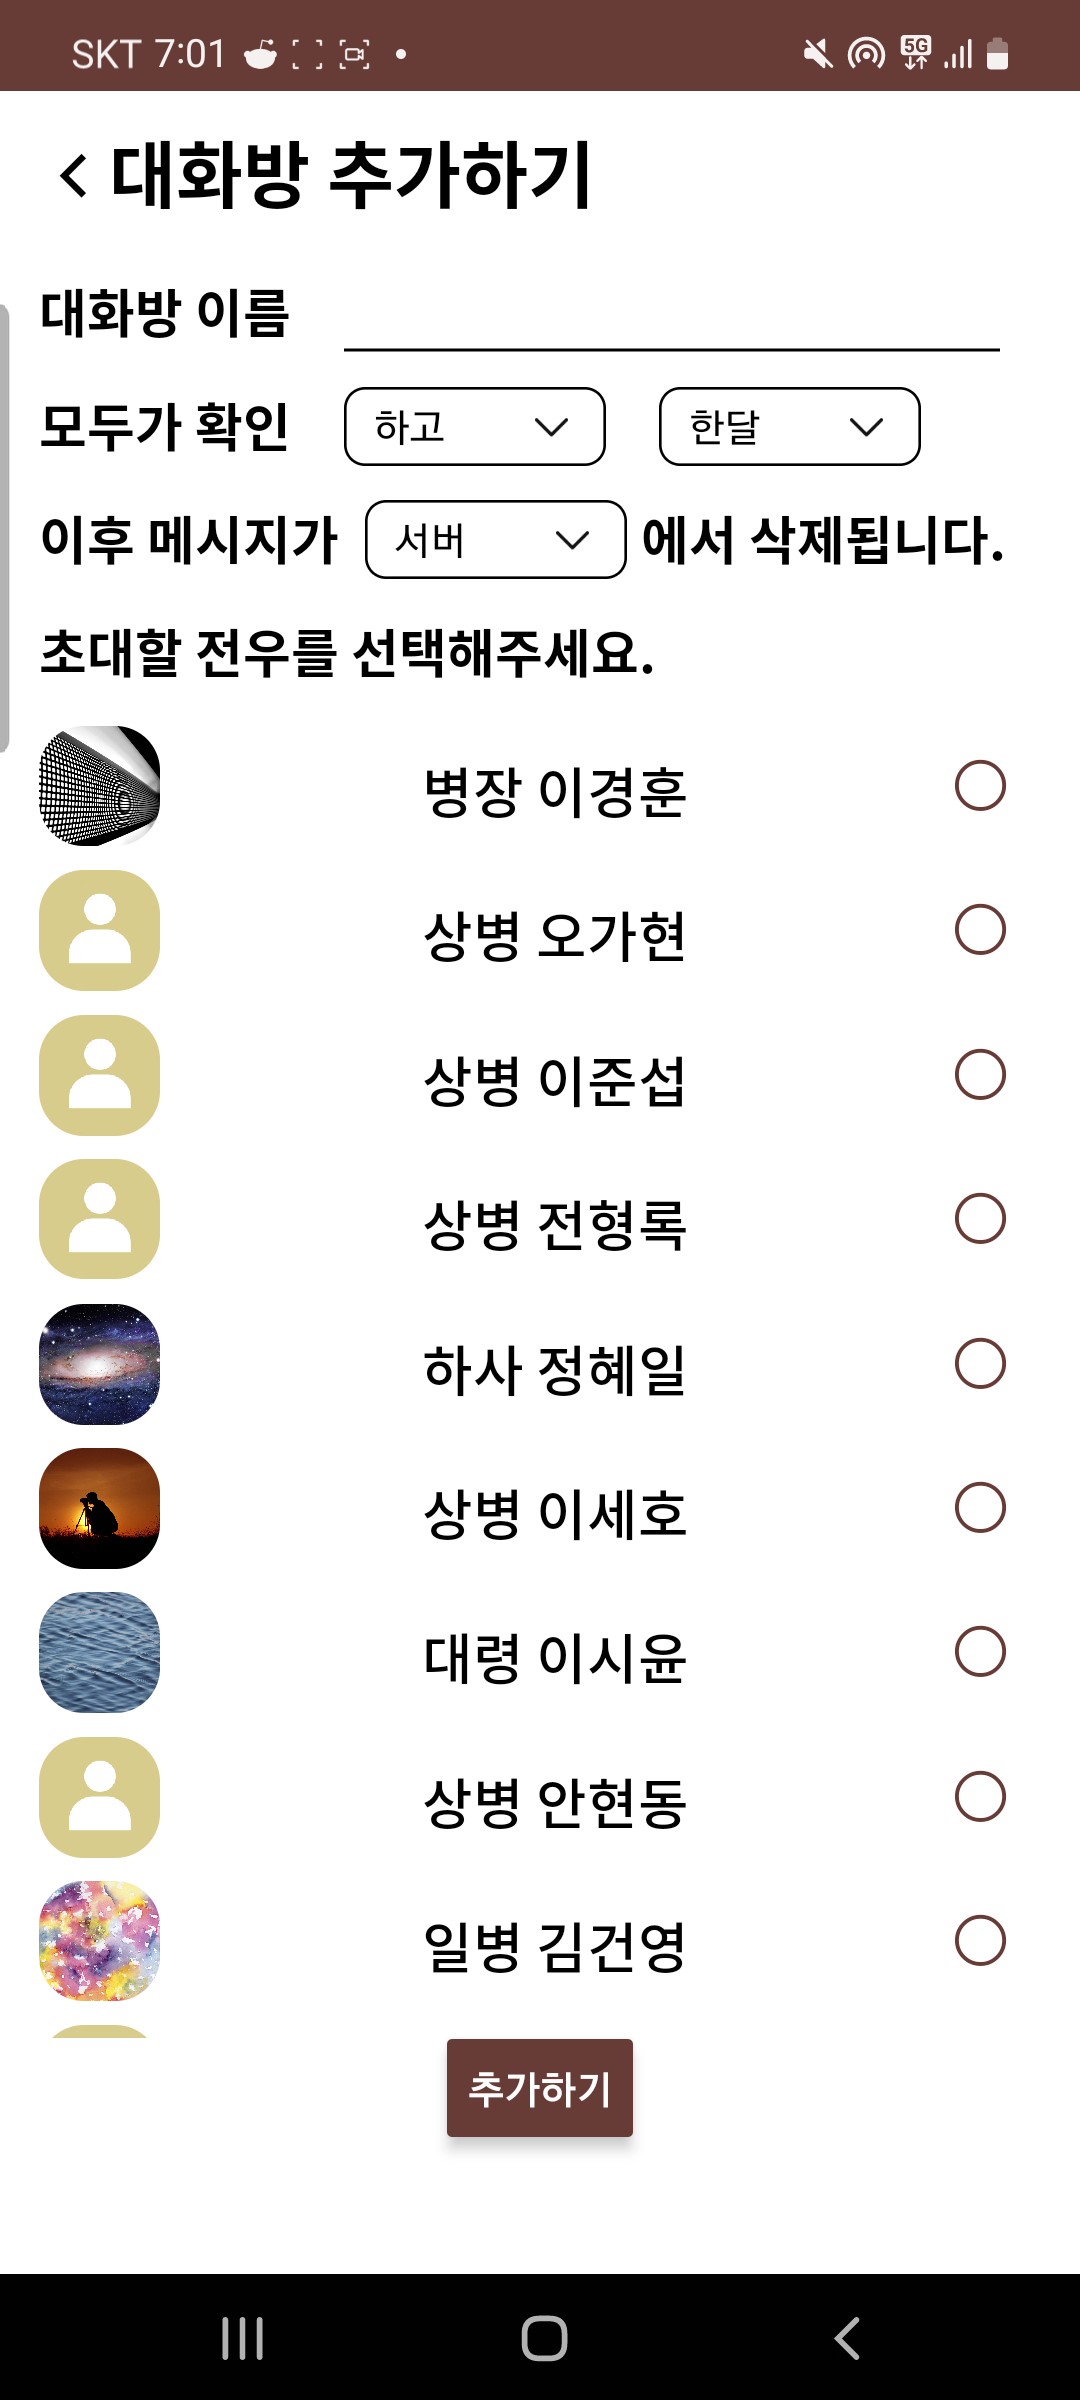 SKT 7:01
5G
대화방 추가하기
대화방 이름
모두가 확인 하고 한달
이후 메시지가 서버 에서 삭제됩니다.
초대할 전우를 선택해주세요.
병장 이경훈
상병 오가현
상병 이준섭
상병 전형록
하사 정혜일
상병 이세호
대령 이시윤
상병 안현동
일병 김건영
추가하기